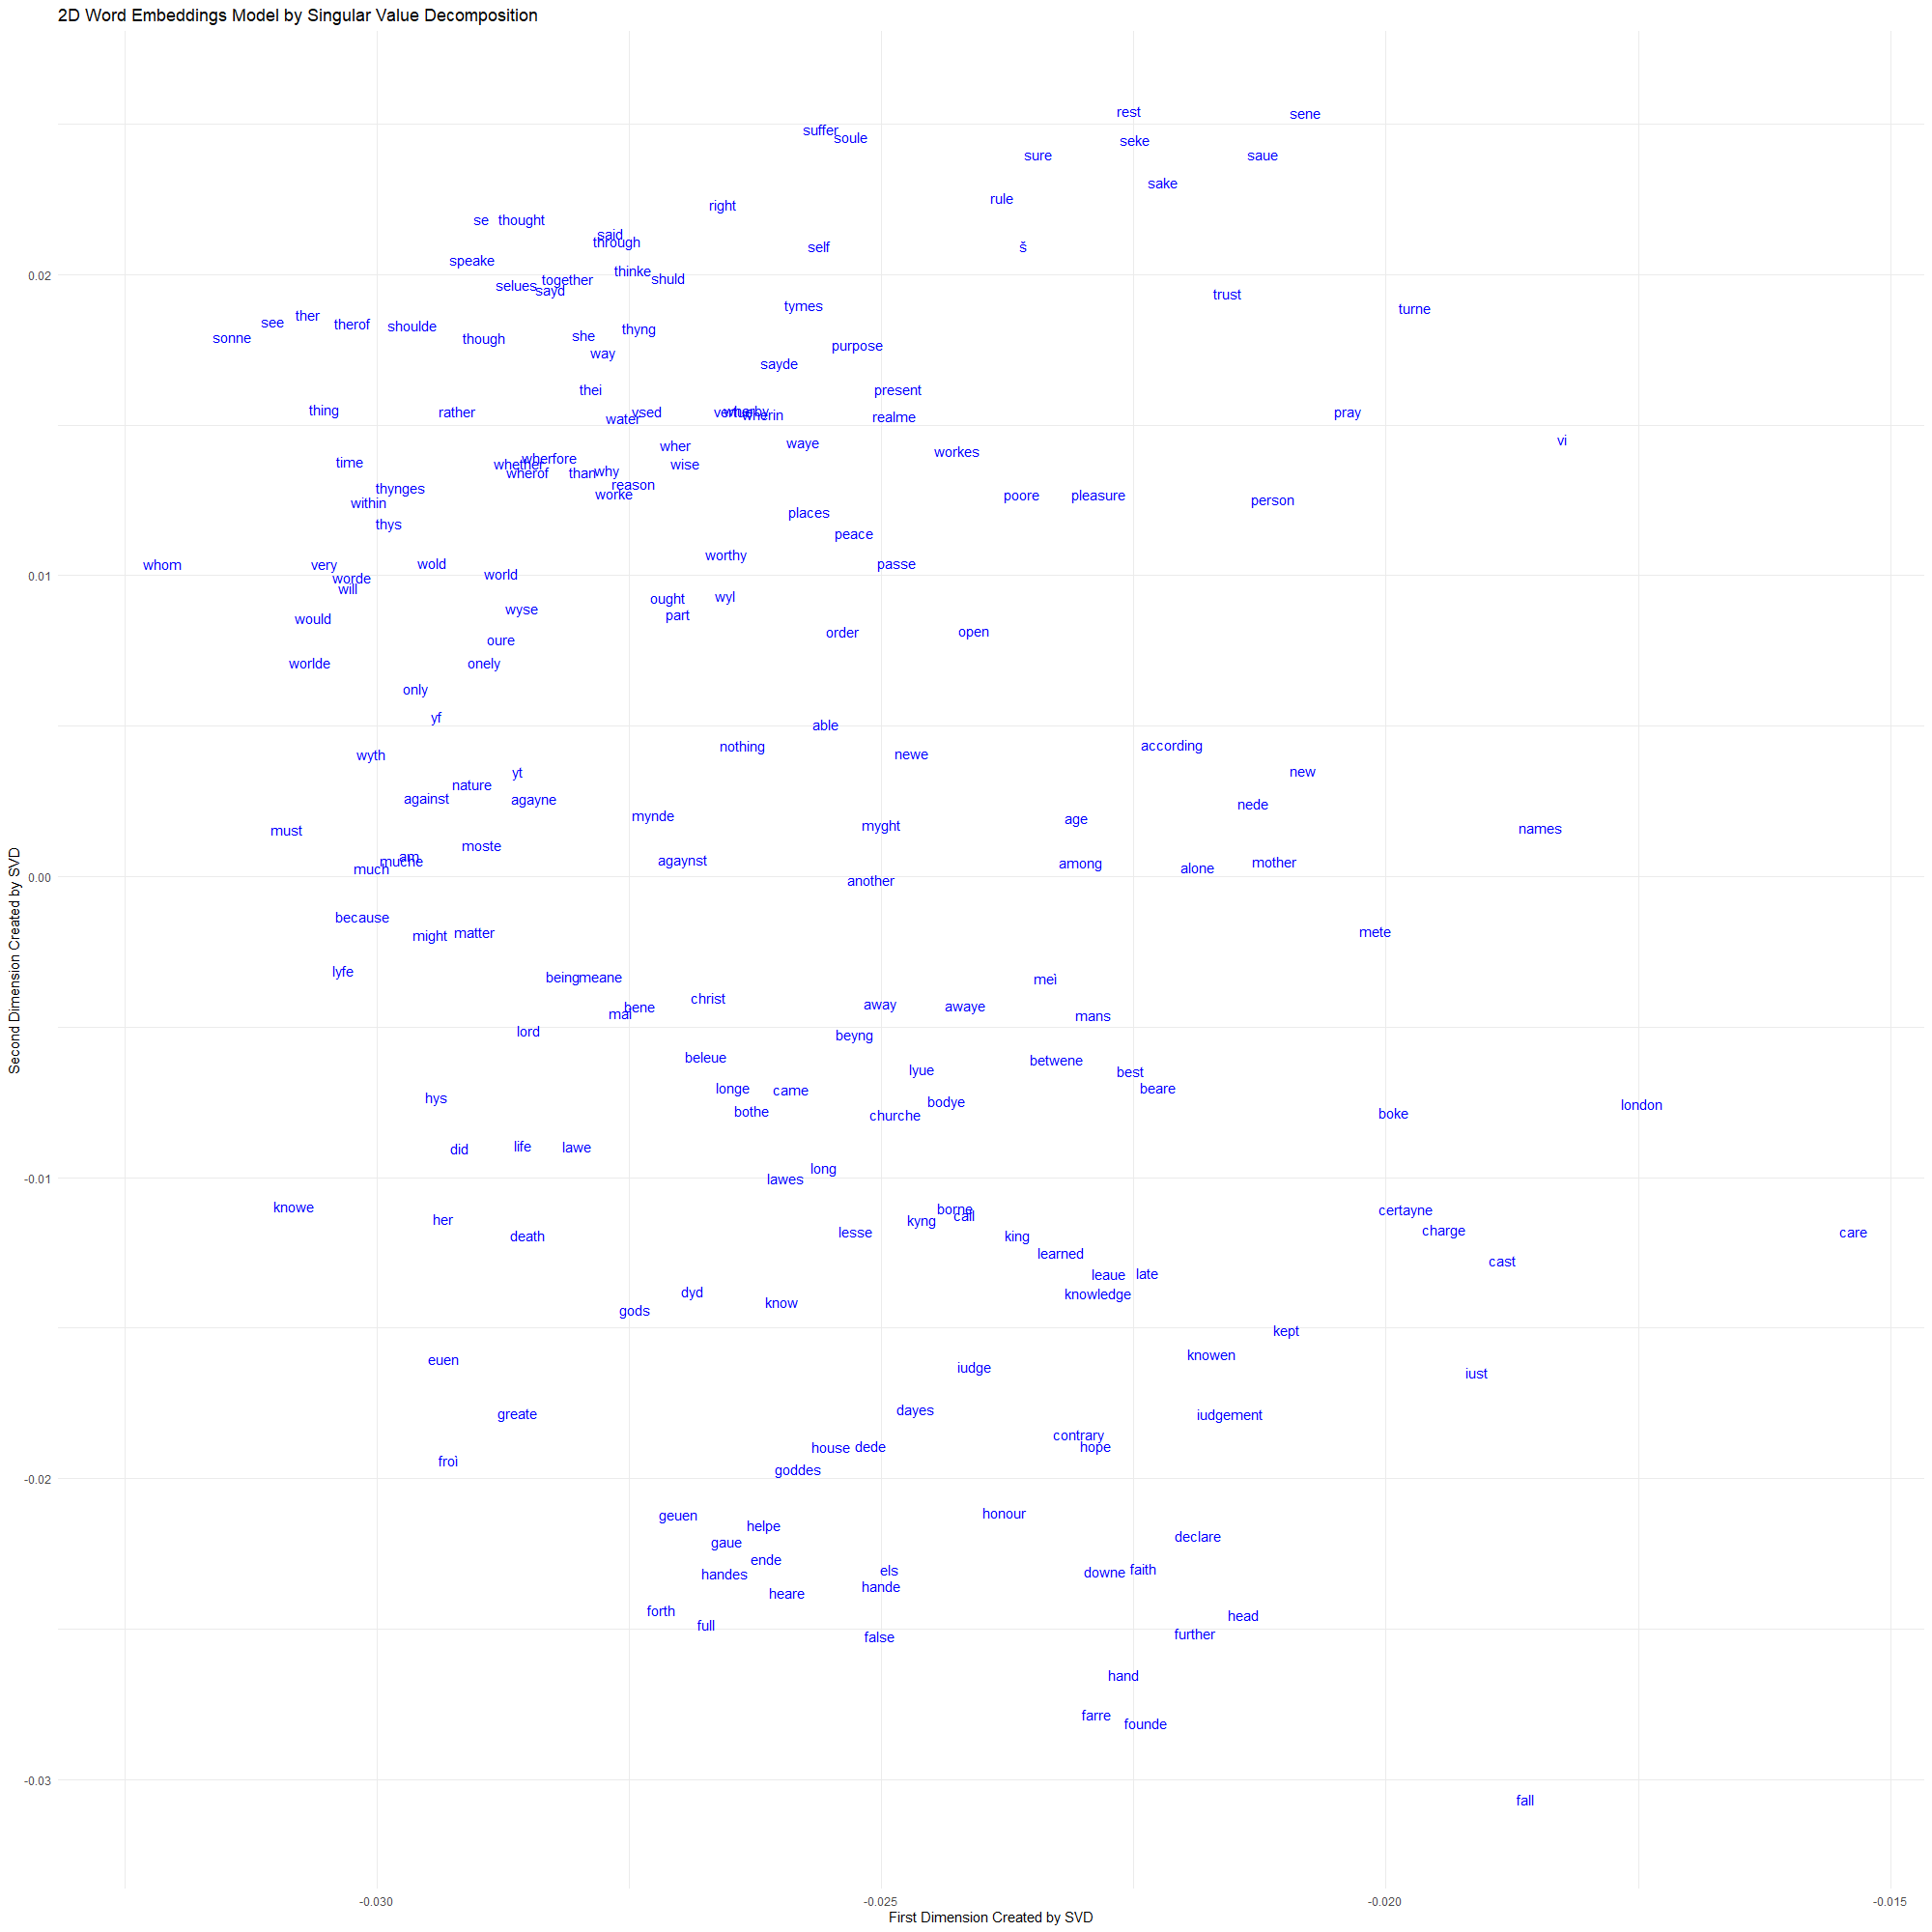 2D Word Embeddings Model by Singular Value Decomposition
rest
sene
suffer
soule
seke
sure
saue
sake
rule
right
se thought
said
through
self
š
speake
thinke
together
shuld
selues
sayd
trust
tymes
turne
ther
see
therof
shoulde
thyng
sonne
though
she
way
purpose
sayde
thei
present
thing
rather
vsed
water
vertue
wherby
wherin
realme
pray
vi
wher
waye
workes
time
wherfore
whether
wise
wherof
than
why
reason
thynges
worke
within
poore
pleasure
person
places
thys
peace
worthy
whom
very
wold
passe
worde
world
will
ought
wyl
wyse
part
would
order
open
oure
worlde
onely
only
yf
able
nothing
according
wyth
newe
yt
new
nature
against
agayne
nede
mynde
age
myght
names
must
moste
am
muche
much
agaynst
among
mother
alone
another
because
might
matter
mete
lyfe
being
meane
mei
christ
bene
mal
away
awaye
mans
lord
beyng
beleue
betwene
lyue
best
longe
came
beare
hys
bodye
bothe
churche
boke
london
did
life
lawe
long
lawes
knowe
borne
call
certayne
her
kyng
death
lesse
king
charge
care
learned
cast
leaue
late
dyd
know
knowledge
gods
kept
euen
knowen
iudge
iust
greate
dayes
iudgement
contrary
house
dede
hope
froì
goddes
geuen
honour
helpe
declare
gaue
ende
els
handes
downe
faith
hande
heare
forth
head
full
false
further
hand
farre
founde
fall
0.02
0.01
0.00
-0.01
-0.02
-0.03
Second Dimension Created by SVD
-0.030
-0.025
-0.020
-0.015
First Dimension Created by SVD